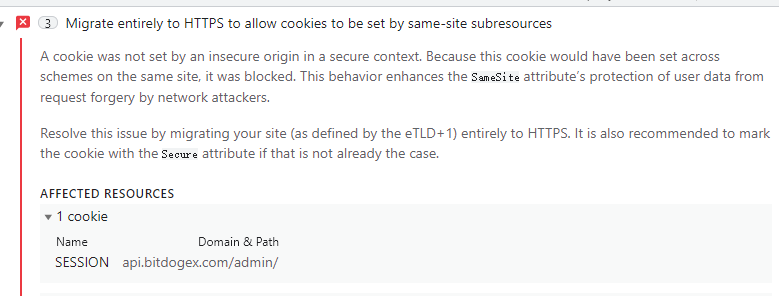 3 Migrate entirely to HTTPS to allow cookies to be set by same-site subresources
A cookie was not set by an insecure origin in a secure context. Because this cookie would have been set across
schemes on the same site, it was blocked. This behavior enhances the SameSite attribute’s protection of user data from
request forgery by network attackers.
Resolve this issue by migrating your site (as defined by the eTLD+1) entirely to HTTPS. It is also recommended to mark
the cookie with the Secure attribute if that is not already the case.
AFFECTED RESOURCES
1 cookie
Name Domain & Path
SESSION api.bitdogex.com/admin/